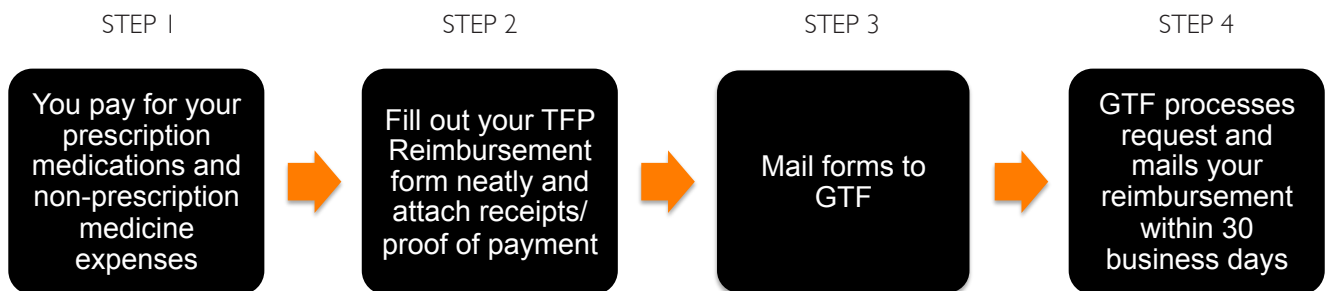 STEP 1
STEP 2
STEP 3
STEP 4
You pay for your
prescription
medications and
non-prescription
medicine
expenses
Fill out your TFP
Reimbursement
form neatly and
attach receipts/
proof of payment
Mail forms to
GTF
GTF processes
request and
mails your
reimbursement
within 30
business days